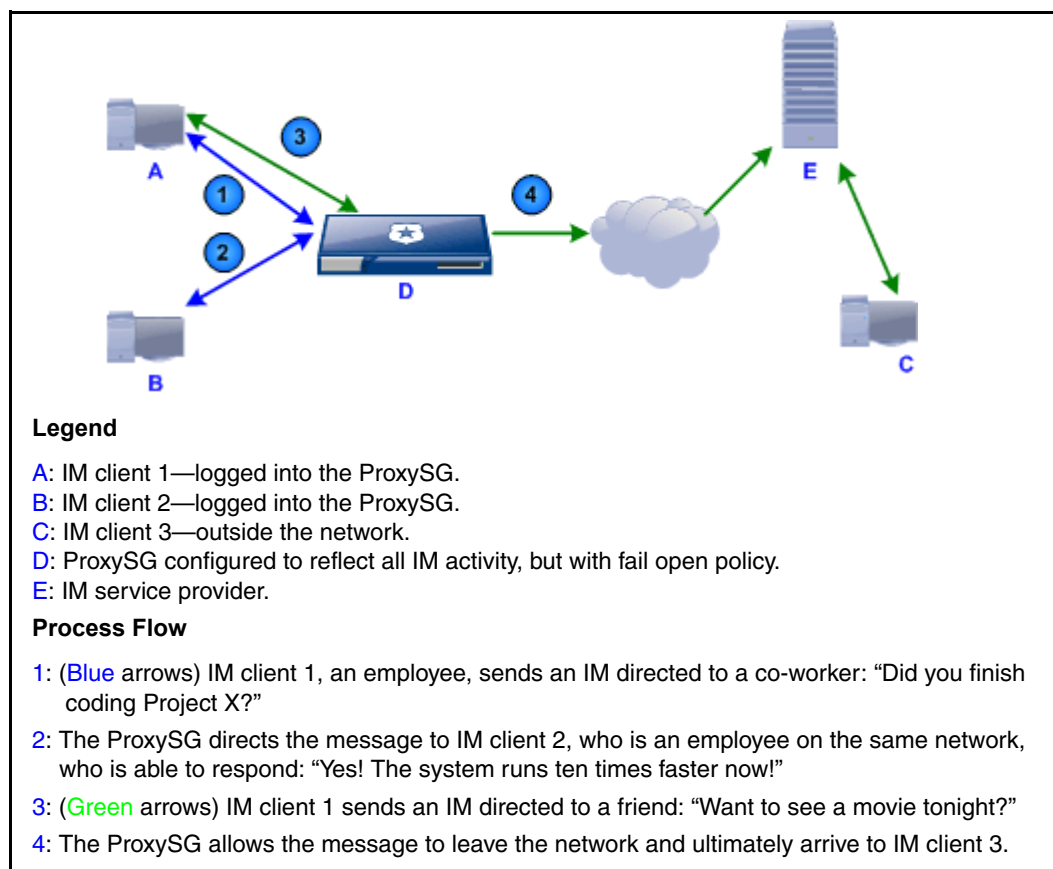 3
A
1
4
E
2
D
B
C
Legend
A: IM client 1—logged into the ProxySG.
B: IM client 2—logged into the ProxySG.
C: IM client 3—outside the network.
D: ProxySG configured to reflect all IM activity, but with fail open policy.
E: IM service provider.
Process Flow
1: (Blue arrows) IM client 1, an employee, sends an IM directed to a co-worker: “Did you finish
coding Project X?”
2: The ProxySG directs the message to IM client 2, who is an employee on the same network,
who is able to respond: “Yes! The system runs ten times faster now!”
3: (Green arrows) IM client 1 sends an IM directed to a friend: “Want to see a movie tonight?”
4: The ProxySG allows the message to leave the network and ultimately arrive to IM client 3.